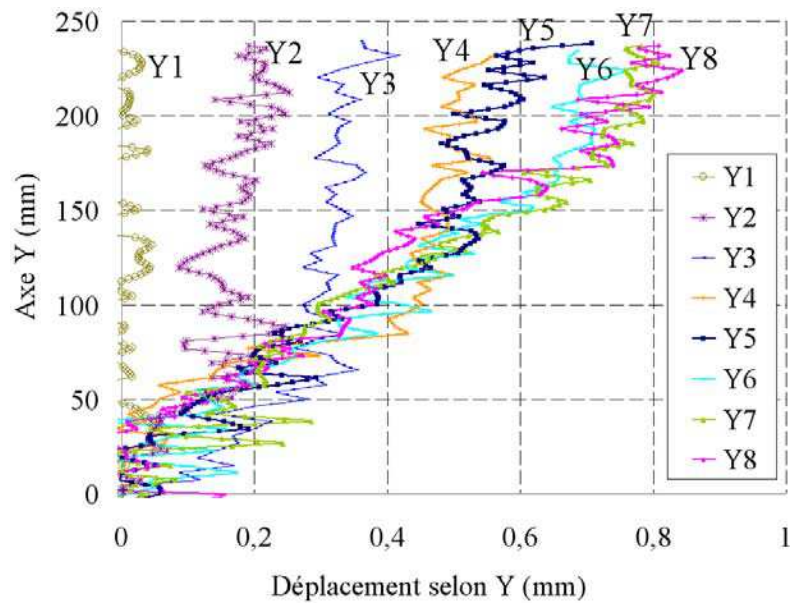 250
200
150
100
50
0
Axe Y (mm)
Y1
Y2
Y3
Y4
Y5
Y6
Y7
Y8
Y1
Y2
Y3
Y4
Y5
Y6
Y7
Y8
0
0,2
0,4
0,6
0,8
1
Déplacement selon Y (mm)